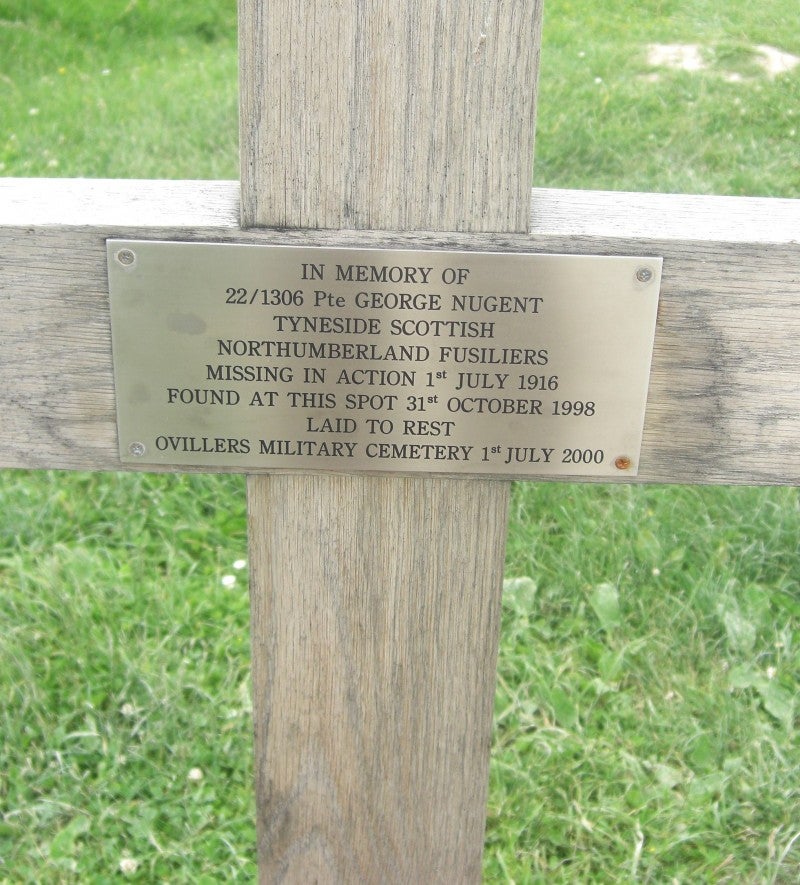 IN MEMORY OF
22/1306 Pte GEORGE NUGENT
TYNESIDE SCOTTISH
NORTHUMBERLAND FUSILIERS
MISSING IN ACTION 1st JULY 1916
FOUND AT THIS SPOT 31st OCTOBER 1998
LAID TO REST
OVILLERS MILITARY CEMETERY 1st JULY 2000